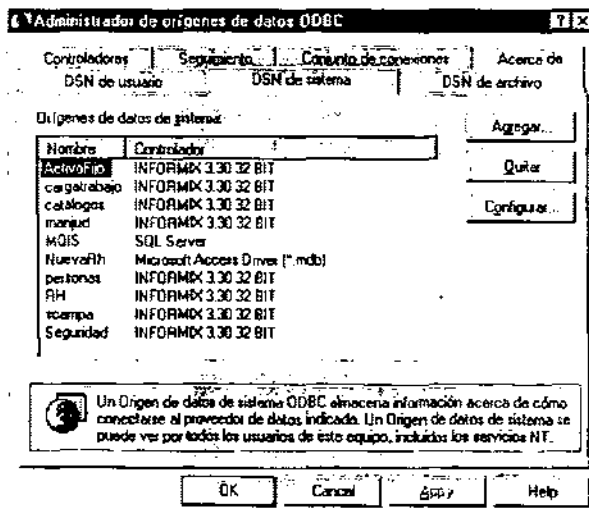 Administrador de orígenes de datos ODBC
Controladores Seguimiento Conjunto de conexiones Acerca de
DSN de usuario DSN de sistema DSN de archivo
Orígenes de datos de sistema:
Agregar...
Nombre Controlador
ActivoFijo INFORMIX 3.30 32 BIT
Quitar
cargatrabajo INFORMIX 3.30 32 BIT
catálogos INFORMIX 3.30 32 BIT
Configurar...
manjud INFORMIX 3.30 32 BIT
MQIS SQL Server
NuevaRh Microsoft Access Driver (*.mdb)
personas INFORMIX 3.30 32 BIT
RH INFORMIX 3.30 32 BIT
INFORMIX 3.30 32 BIT
Seguridad INFORMIX 3.30 32 BIT
Un Origen de datos de sistema ODBC almacena información acerca de cómo
conectarse al proveedor de datos indicado. Un Origen de datos de sistema se
puede ver por todos los usuarios de este equipo, incluidos los servicios NT.
OK Cancel Apply Help